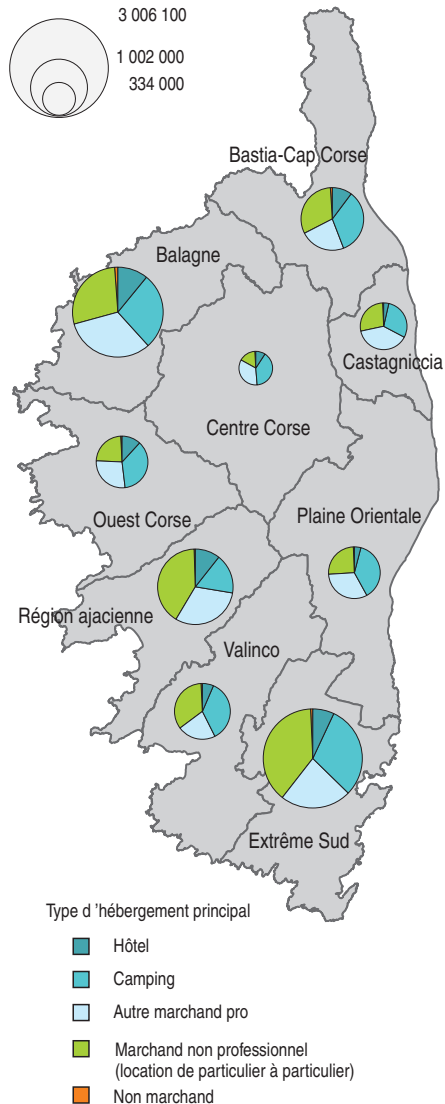 3 006 100
1 002 000
334 000
Bastia-Cap Corse
Balagne
Castagniccia
Centre Corse
Ouest Corse
Plaine Orientale
Région ajacienne
Valinco
Extrême Sud
Type d 'hébergement principal
Hôtel
Camping
Autre marchand pro
Marchand non professionnel
(location de particulier à particulier)
Non marchand